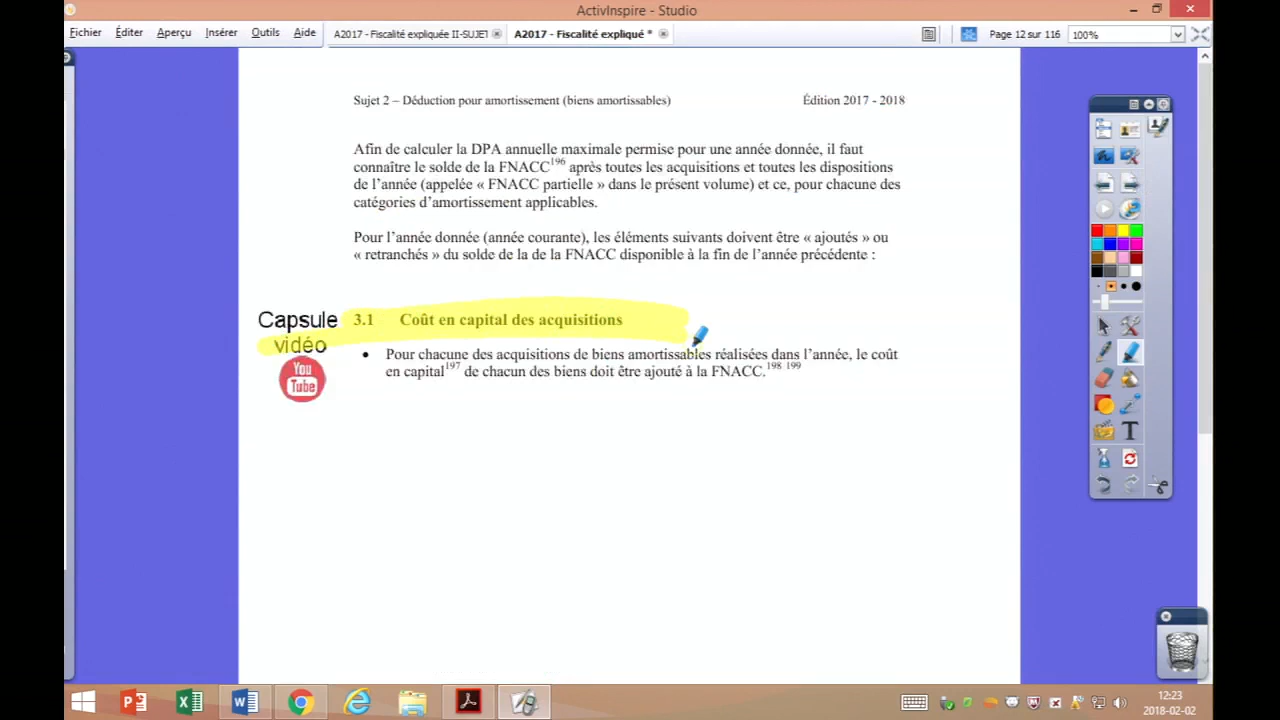 ActivInspire - Studio
Fichier Éditer Aperçu Insérer Outils Aide
A2017 - Fiscalité expliquée II-SUJET
A2017 - Fiscalité expliqué *
Page 12 sur 116
100%
Sujet 2 – Déduction pour amortissement (biens amortissables) Édition 2017 - 2018
Afin de calculer la DPA annuelle maximale permise pour une année donnée, il faut
connaître le solde de la FNACC196 après toutes les acquisitions et toutes les dispositions
de l'année (appelée « FNACC partielle » dans le présent volume) et ce, pour chacune des
catégories d'amortissement applicables.
Pour l'année donnée (année courante), les éléments suivants doivent être « ajoutés » ou
« retranchés » du solde de la de la FNACC disponible à la fin de l'année précédente :
Capsule
vidéo
You
Tube
3.1 Coût en capital des acquisitions
• Pour chacune des acquisitions de biens amortissables réalisées dans l'année, le coût
en capital197 de chacun des biens doit être ajouté à la FNACC.198 199
12:23
2018-02-02